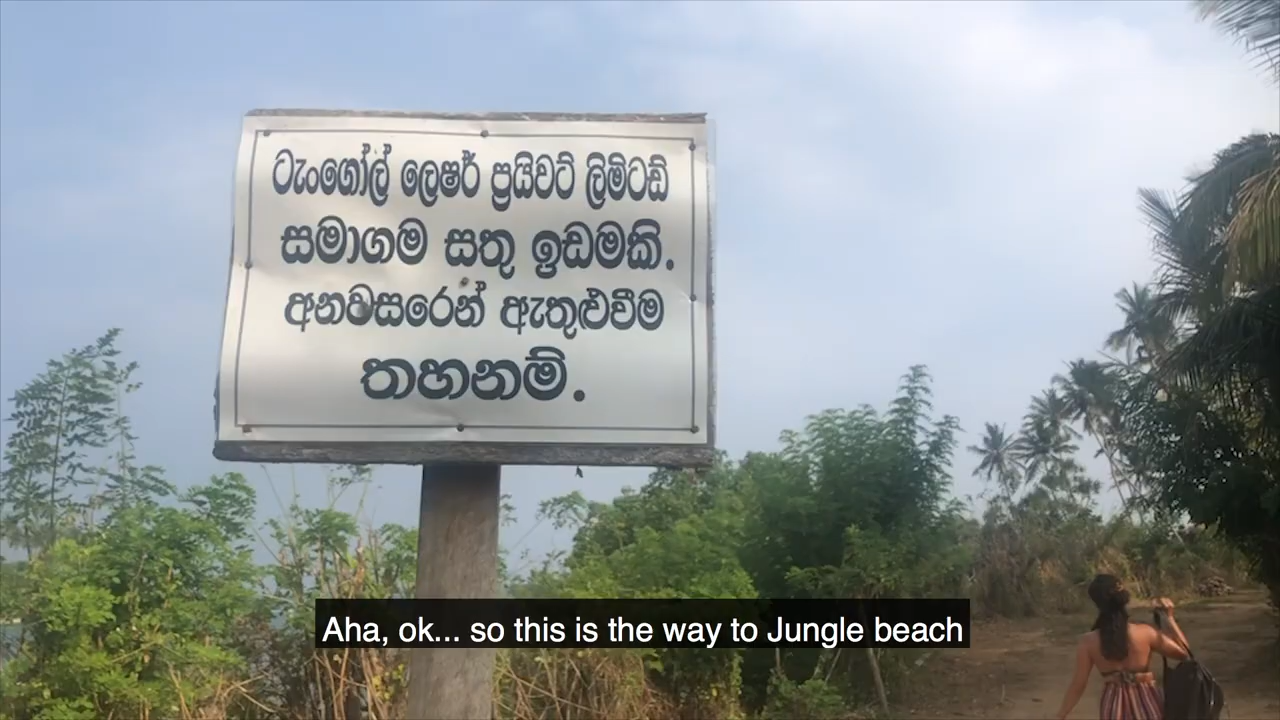 ටැංගෝල් ලෙෂර් ප්‍රයිවට් ලිමිටඩ්
සමාගම සතු ඉඩමකි.
අනවසරෙන් ඇතුළුවීම
තහනම්.
Aha, ok... so this is the way to Jungle beach